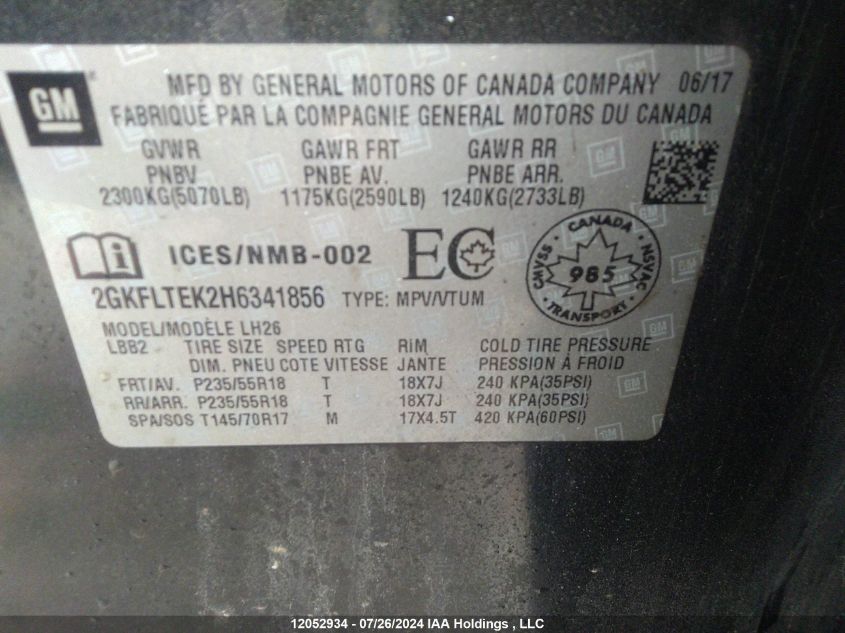 GM
MFD BY GENERAL MOTORS OF CANADA COMPANY 06/17
FABRIQUÉ PAR LA COMPAGNIE GENERAL MOTORS DU CANADA
GVWR GAWR FRT GAWR RR
PNBV PNBE AV. PNBE ARR.
2300KG(5070LB) 1175KG(2590LB) 1240KG(2733LB)
i ICES/NMB-002 EC
CANADA
CMVSS 985 NSVAC
TRANSPORT
2GKFLTEK2H6341856 TYPE: MPV/VTUM
MODEL/MODÈLE LH26
LBB2 TIRE SIZE SPEED RTG RIM COLD TIRE PRESSURE
DIM. PNEU COTE VITESSE JANTE PRESSION À FROID
FRT/AV. P235/55R18 T 18X7J 240 KPA(35PSI)
RR/ARR. P235/55R18 T 18X7J 240 KPA(35PSI)
SPA/SOS T145/70R17 M 17X4.5T 420 KPA(60PSI)
12052934 - 07/26/2024 IAA Holdings , LLC